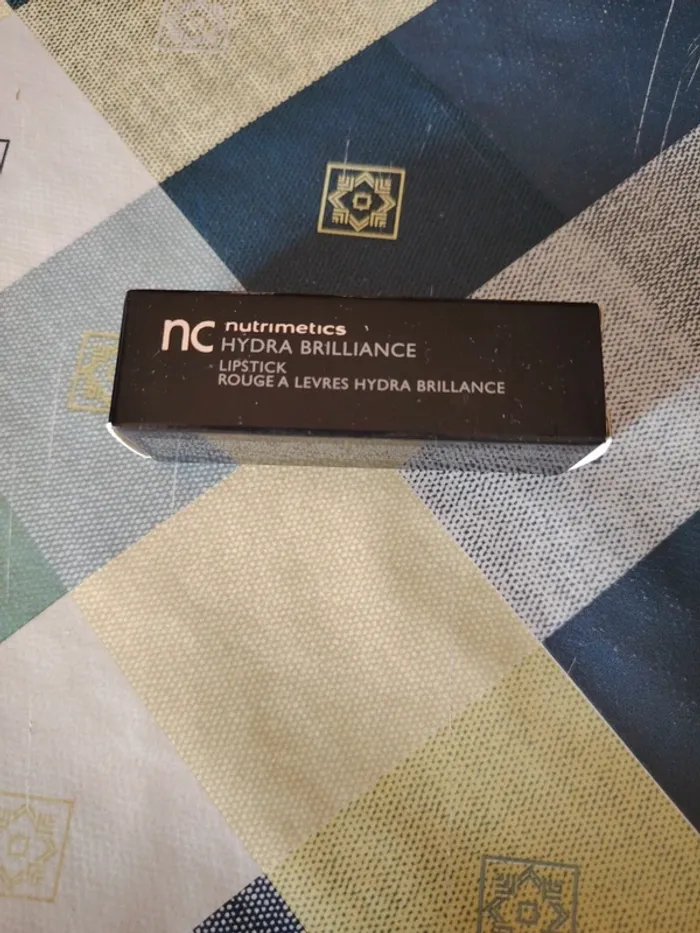 nc nutrimetics
HYDRA BRILLIANCE
LIPSTICK
ROUGE A LEVRES HYDRA BRILLANCE